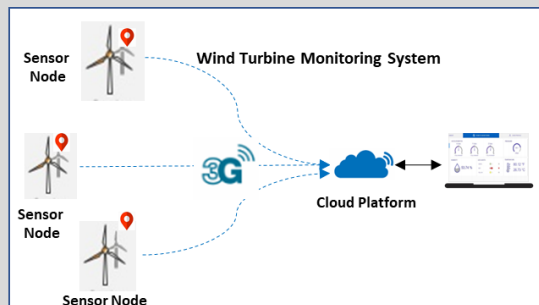 Wind Turbine Monitoring System
Sensor
Node
3G
Sensor
Node
Cloud Platform
Sensor Node